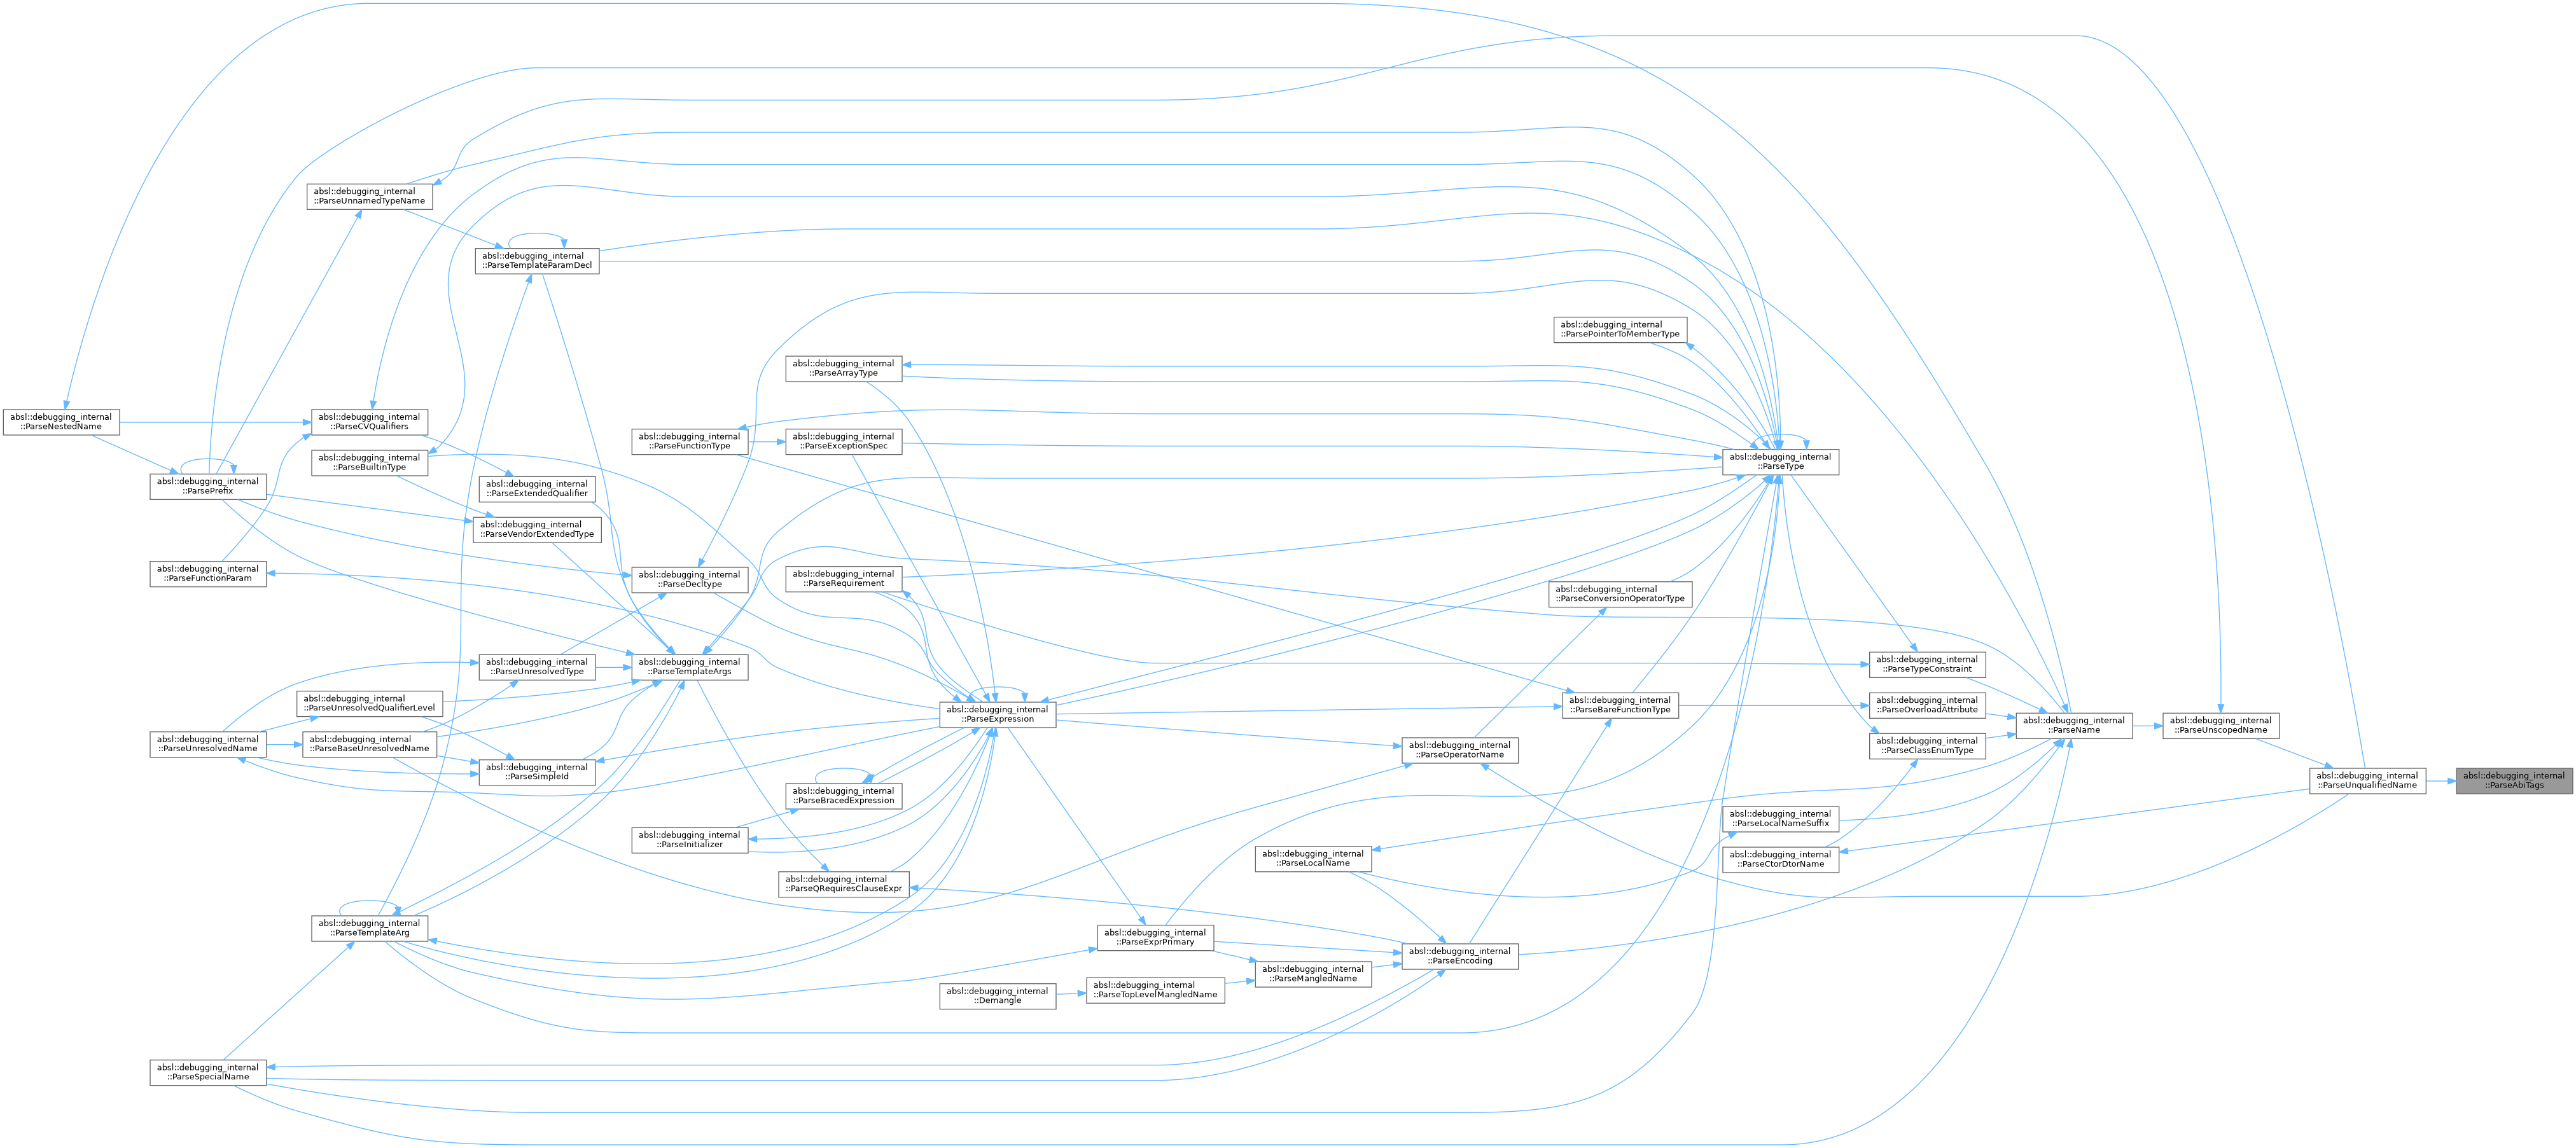 absl::debugging_internal
::ParseUnnamedTypeName
absl::debugging_internal
::ParseTemplateParamDecl
absl::debugging_internal
::ParsePointerToMemberType
absl::debugging_internal
::ParseArrayType
absl::debugging_internal
::ParseNestedName
absl::debugging_internal
::ParseCVQualifiers
absl::debugging_internal
::ParseFunctionType
absl::debugging_internal
::ParseExceptionSpec
absl::debugging_internal
::ParseType
absl::debugging_internal
::ParseBuiltinType
absl::debugging_internal
::ParsePrefix
absl::debugging_internal
::ParseExtendedQualifier
absl::debugging_internal
::ParseVendorExtendedType
absl::debugging_internal
::ParseFunctionParam
absl::debugging_internal
::ParseDecltype
absl::debugging_internal
::ParseRequirement
absl::debugging_internal
::ParseConversionOperatorType
absl::debugging_internal
::ParseUnresolvedType
absl::debugging_internal
::ParseTemplateArgs
absl::debugging_internal
::ParseTypeConstraint
absl::debugging_internal
::ParseUnresolvedQualifierLevel
absl::debugging_internal
::ParseExpression
absl::debugging_internal
::ParseBareFunctionType
absl::debugging_internal
::ParseOverloadAttribute
absl::debugging_internal
::ParseName
absl::debugging_internal
::ParseUnscopedName
absl::debugging_internal
::ParseUnresolvedName
absl::debugging_internal
::ParseBaseUnresolvedName
absl::debugging_internal
::ParseOperatorName
absl::debugging_internal
::ParseClassEnumType
absl::debugging_internal
::ParseSimpleId
absl::debugging_internal
::ParseUnqualifiedName
absl::debugging_internal
::ParseAbiTags
absl::debugging_internal
::ParseBracedExpression
absl::debugging_internal
::ParseLocalNameSuffix
absl::debugging_internal
::ParseInitializer
absl::debugging_internal
::ParseLocalName
absl::debugging_internal
::ParseCtorDtorName
absl::debugging_internal
::ParseQRequiresClauseExpr
absl::debugging_internal
::ParseTemplateArg
absl::debugging_internal
::ParseExprPrimary
absl::debugging_internal
::ParseEncoding
absl::debugging_internal
::ParseMangledName
absl::debugging_internal
::Demangle
absl::debugging_internal
::ParseTopLevelMangledName
absl::debugging_internal
::ParseSpecialName